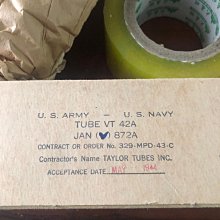 U. S. ARMY — U. S. NAVY
TUBE VT 42A
JAN (♥) 872A
CONTRACT OR ORDER No. 329-MPD-43-C
Contractor's Name TAYLOR TUBES INC.
ACCEPTANCE DATE MAR 1944